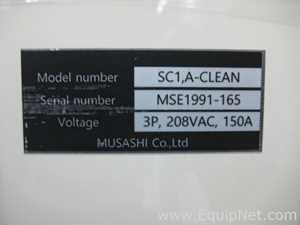 Model number SC1,A-CLEAN
Serial number MSE1991-165
Voltage 3P, 208VAC, 150A
MUSASHI Co.,Ltd
www.EquipNet.com